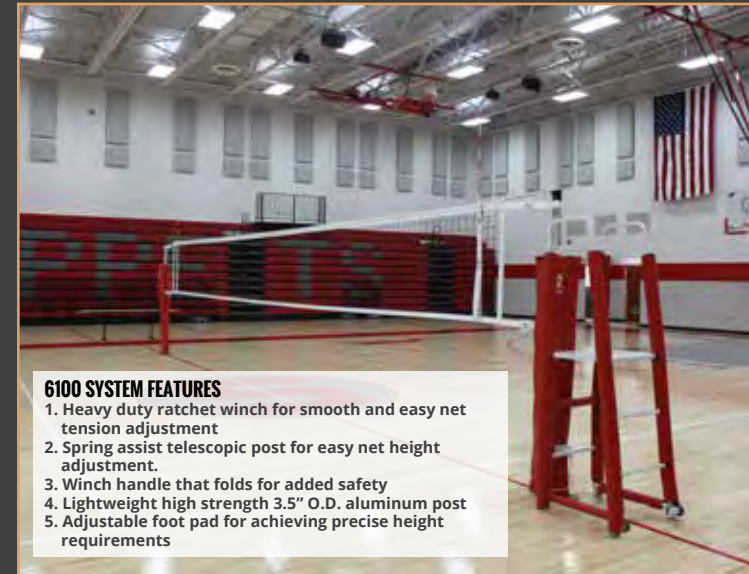 6100 SYSTEM FEATURES
1. Heavy duty ratchet winch for smooth and easy net
tension adjustment
2. Spring assist telescopic post for easy net height
adjustment.
3. Winch handle that folds for added safety
4. Lightweight high strength 3.5” O.D. aluminum post
5. Adjustable foot pad for achieving precise height
requirements